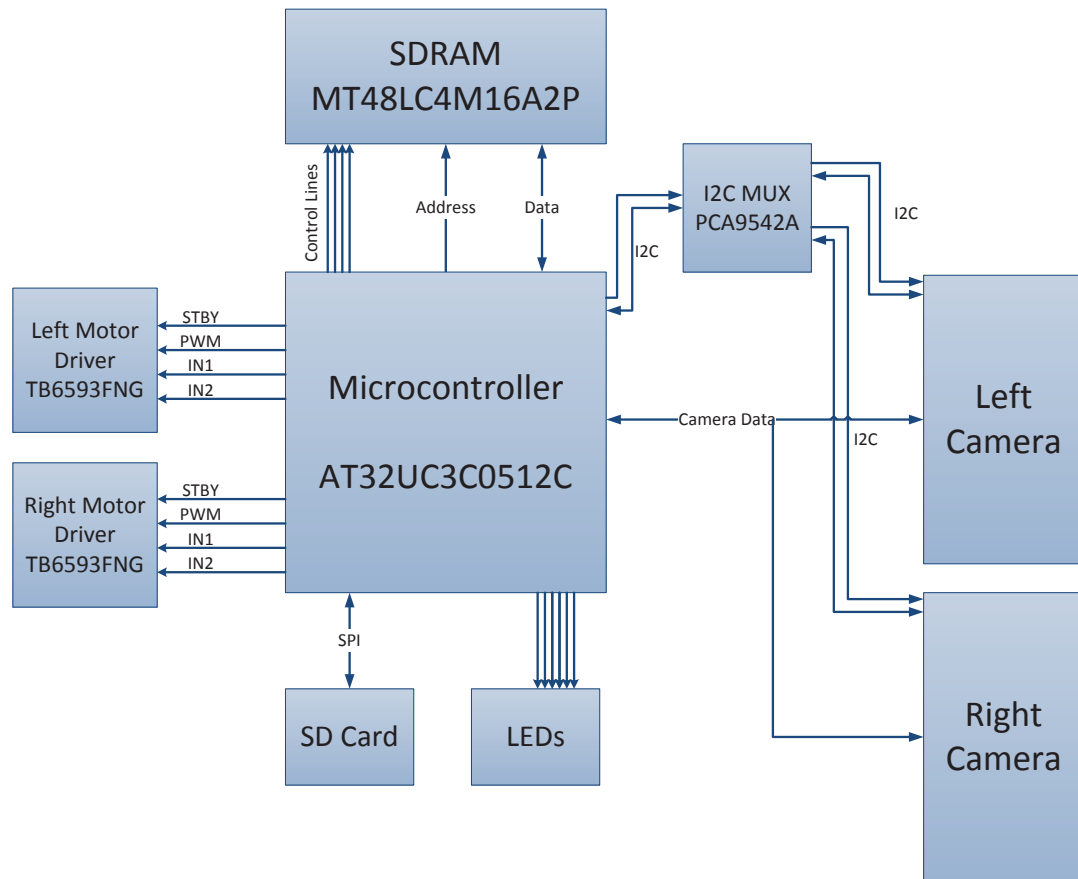 SDRAM
MT48LC4M16A2P
Control Lines
Address
Data
I2C MUX
PCA9542A
I2C
I2C
I2C
Left Motor
Driver
TB6593FNG
STBY
PWM
IN1
IN2
Microcontroller
AT32UC3C0512C
Camera Data
Left
Camera
Right Motor
Driver
TB6593FNG
STBY
PWM
IN1
IN2
SPI
SD Card
LEDs
Right
Camera